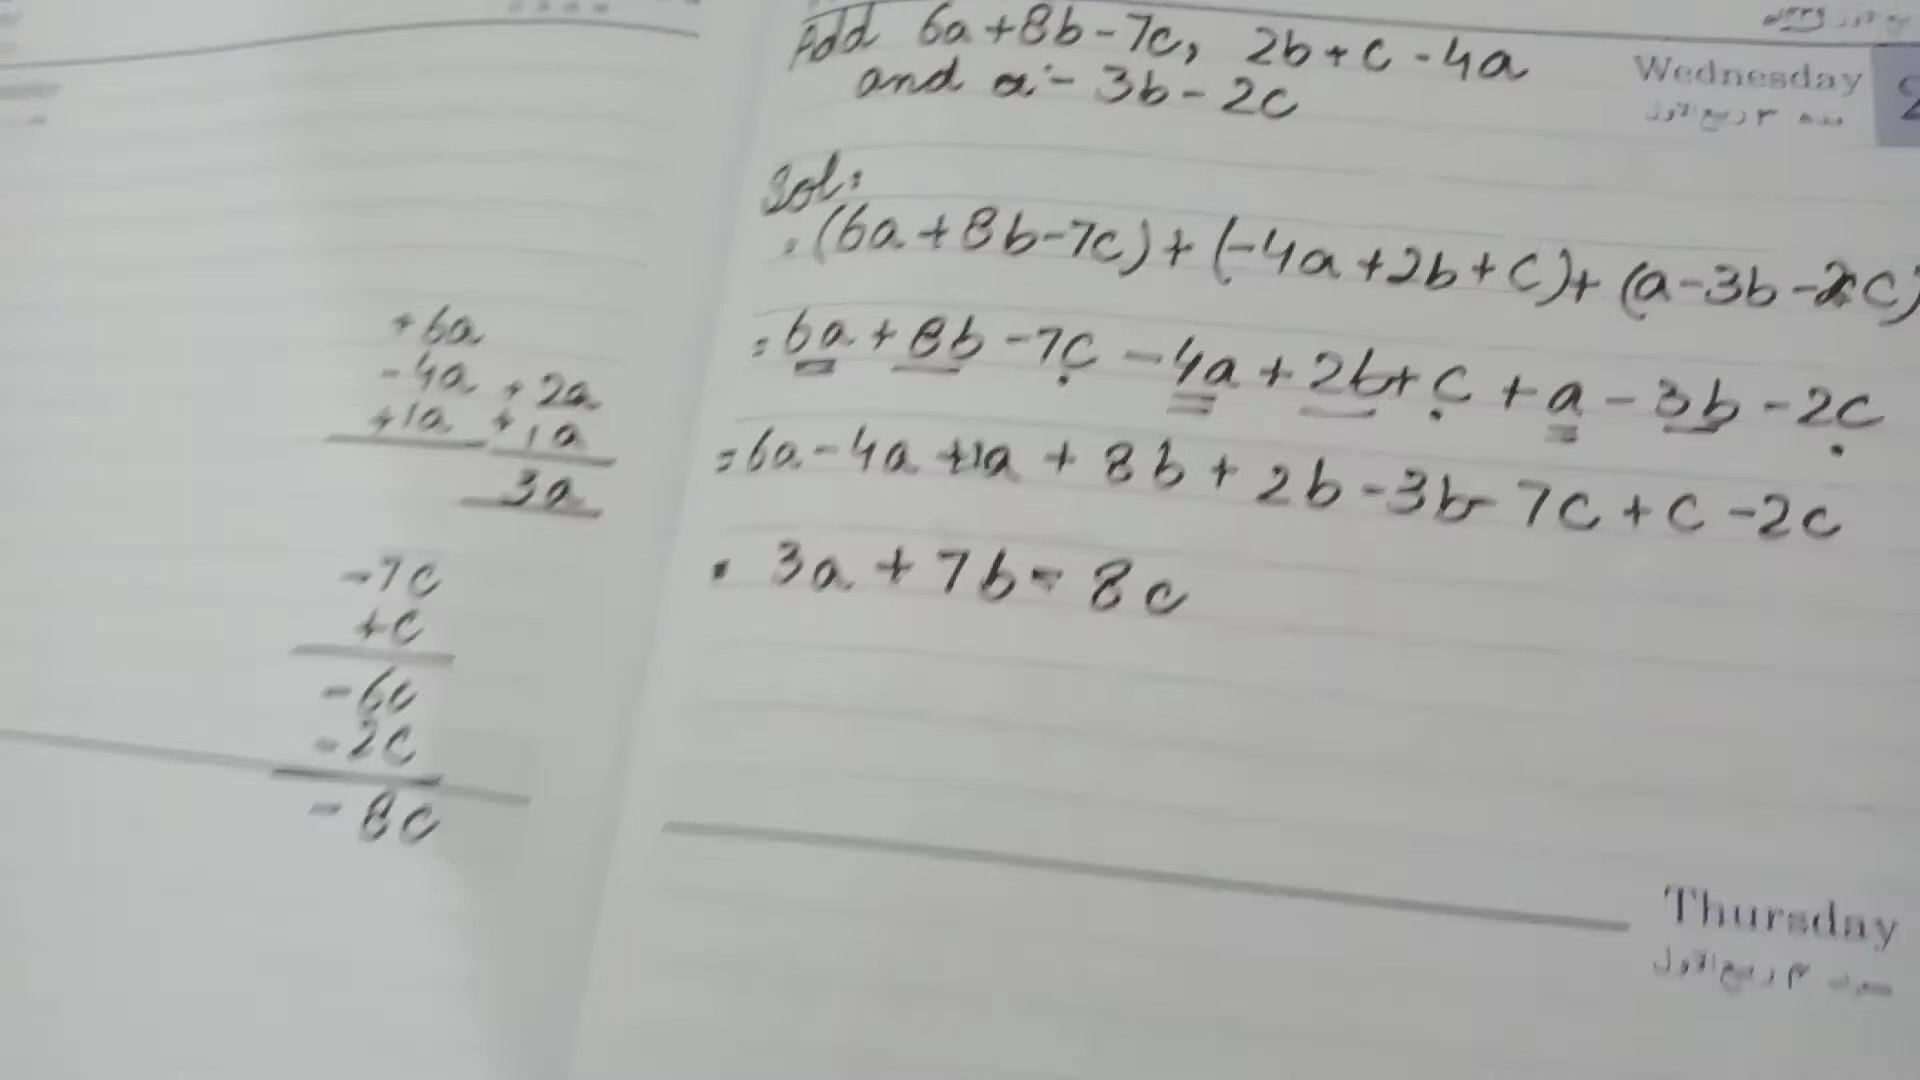 Add 6a+8b-7c, 2b+c-4a
and a-3b-2c
Wednesday
Sol:
(6a+8b-7c)+(-4a+2b+c)+(a-3b-2c)
=6a+8b-7c-4a+2b+c+a-3b-2c
=6a-4a+1a+8b+2b-3b-7c+c-2c
= 3a+7b-8c
+6a
-4a +2a
+1a +1a
3a
-7c
+c
-6c
-2c
-8c
Thursday